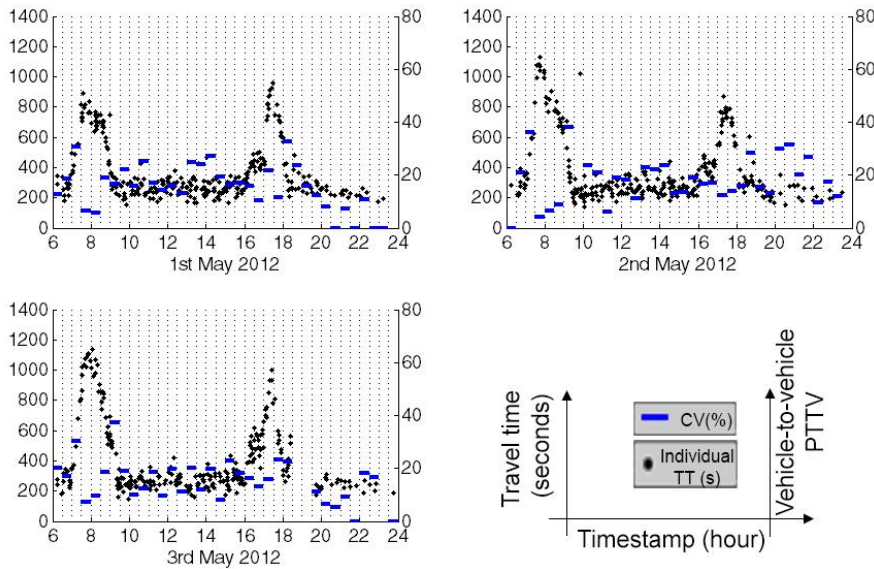 1400 80 1400 80
1200 1200
1000 60 1000 60
800 800
600 40 600 40
400 400
20 20
200 200
0 0 0 0
6 8 10 12 14 16 18 20 22 24 6 8 10 12 14 16 18 20 22 24
1st May 2012 2nd May 2012
1400 80
1200
1000 60
800
600 40
400
20
200
0 0
6 8 10 12 14 16 18 20 22 24
3rd May 2012
Travel time
(seconds)
CV(%)
Individual
TT (s)
Vehicle-to-vehicle
PTTV
Timestamp (hour)